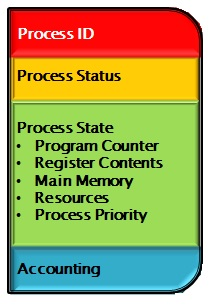 Process ID
Process Status
Process State
• Program Counter
• Register Contents
• Main Memory
• Resources
• Process Priority
Accounting